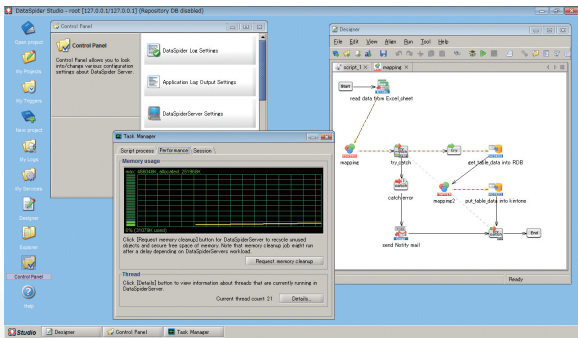 DataSpider Studio - root [127.0.0.1/127.0.0.1] (Repository DB disabled)
Open project
My Projects
My Triggers
New project
My Logs
My Services
Designer
Explorer
Control Panel
Help
Control Panel
Control Panel
Control Panel allows you to look
info/change various configuration
settings about DataSpider Server.
DataSpider Log Settings
Application Log Output Settings
DataSpiderServer Settings
Task Manager
Script process
Performance
Session
Memory usage
Click [Request memory cleanup] button for DataSpiderServer to recycle unused
objects and secure free space of memory. Note that memory cleanup job might run
after a delay depending on DataSpiderServers workload.
Request memory cleanup
Thread
Click [Details] button to view information about threads that are currently running in
DataSpiderServer.
Current thread count: 21
Details...
Designer
File Edit View Align Run Tool Help
script_1
mapping
Start
read data from Excel_sheet
mapping
try_catch
try
get_table_data into RDB
catch
catch error
mapping2
put_table_data into kintone
send Notify mail
End
Ready
Studio
Designer
Control Panel
Task Manager